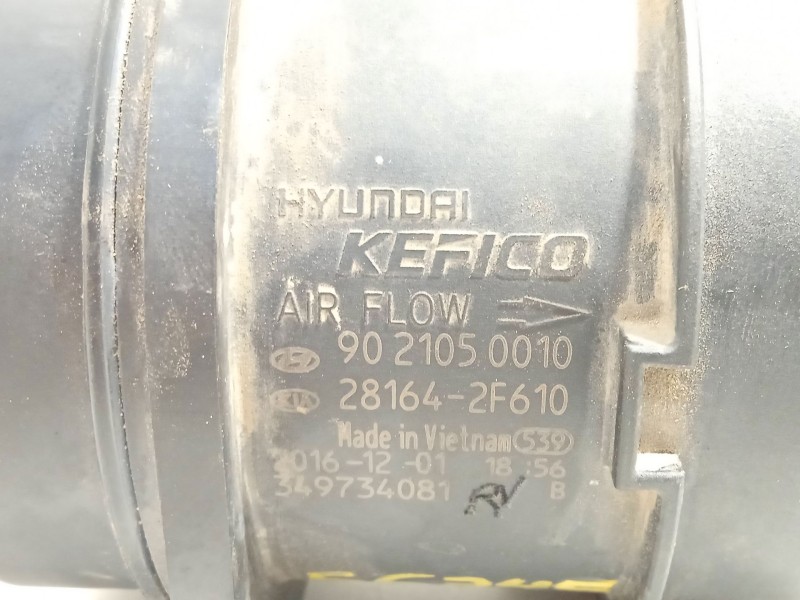 HYUNDAI
KEFICO
AIR FLOW
90 2105 0010
KIA 28164-2F610
Made in Vietnam 539
2016-12-01 18:56
349734081 B